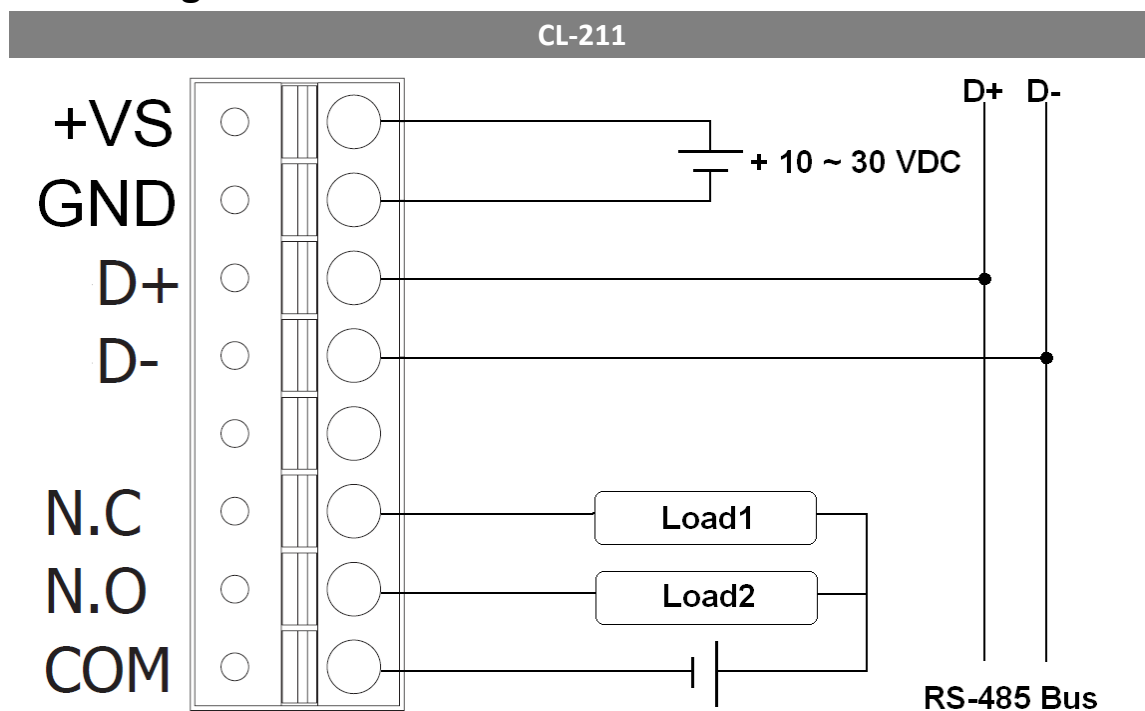 CL-211
D+ D-
+VS
+ 10 ~ 30 VDC
GND
D+
D-
N.C
Load1
N.O
Load2
COM
RS-485 Bus